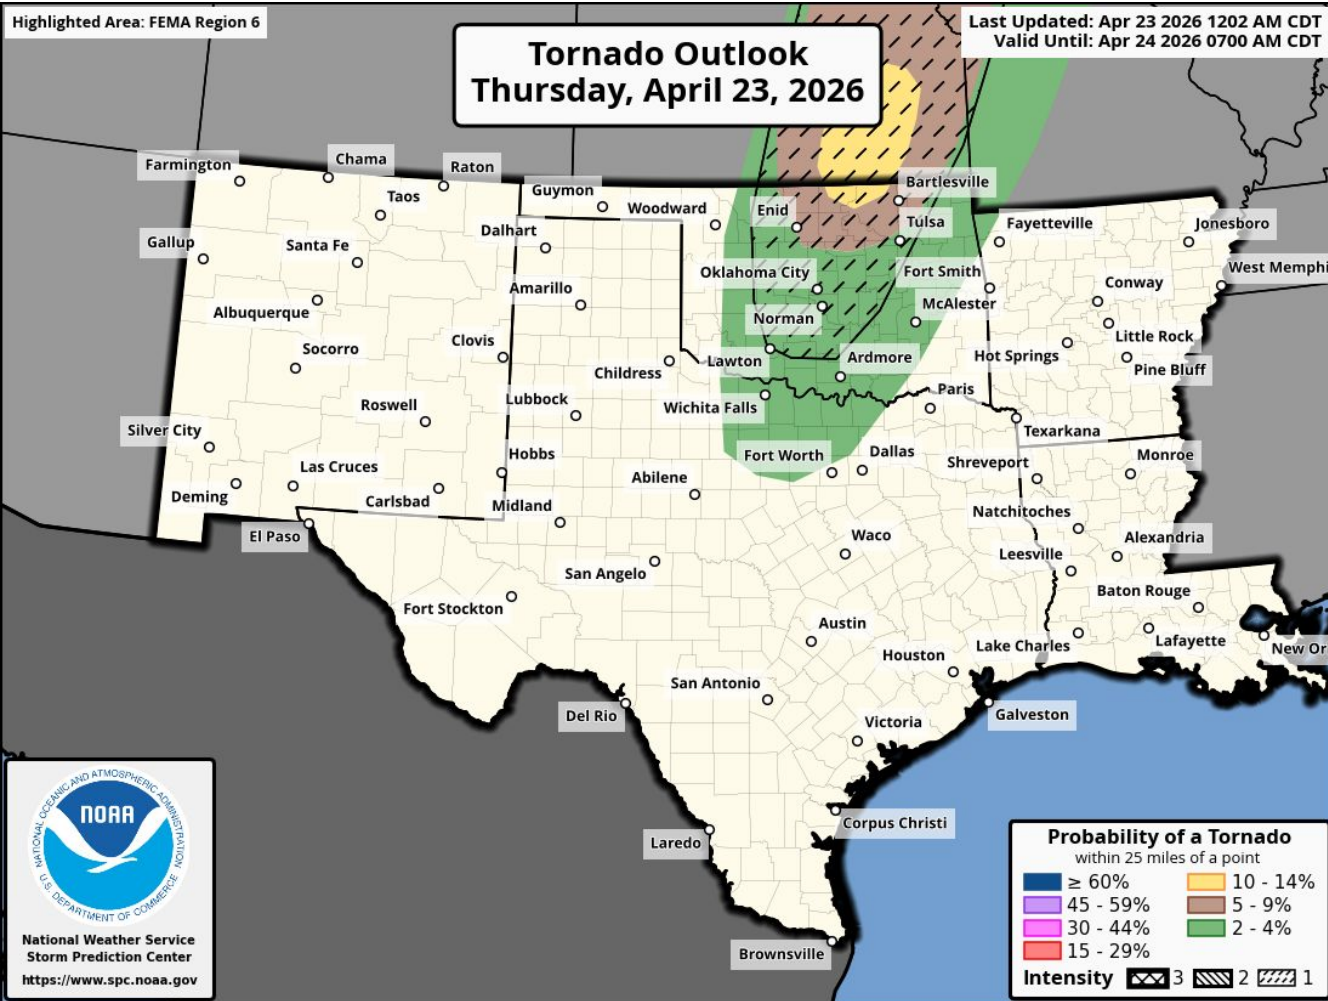 Highlighted Area: FEMA Region 6
Last Updated: Apr 23 2026 1202 AM CDT
Valid Until: Apr 24 2026 0700 AM CDT
Tornado Outlook
Thursday, April 23, 2026
Farmington
Chama
Raton
Taos
Guymon
Woodward
Enid
Bartlesville
Tulsa
Fayetteville
Jonesboro
Gallup
Santa Fe
Dalhart
Oklahoma City
Fort Smith
West Memphi
Amarillo
Conway
Albuquerque
Norman
McAlester
Socorro
Clovis
Little Rock
Childress
Lawton
Ardmore
Hot Springs
Pine Bluff
Roswell
Lubbock
Wichita Falls
Paris
Silver City
Texarkana
Hobbs
Fort Worth
Dallas
Shreveport
Monroe
Las Cruces
Abilene
Deming
Carlsbad
Midland
Natchitoches
El Paso
Waco
Alexandria
Leesville
San Angelo
Baton Rouge
Fort Stockton
Austin
Lake Charles
Lafayette
New Or
Houston
San Antonio
Del Rio
Galveston
Victoria
Corpus Christi
Laredo
Brownsville
NATIONAL OCEANIC AND ATMOSPHERIC ADMINISTRATION
NOAA
U.S. DEPARTMENT OF COMMERCE
National Weather Service
Storm Prediction Center
https://www.spc.noaa.gov
Probability of a Tornado
within 25 miles of a point
≥ 60%
10 - 14%
45 - 59%
5 - 9%
30 - 44%
2 - 4%
15 - 29%
Intensity 3 2 1